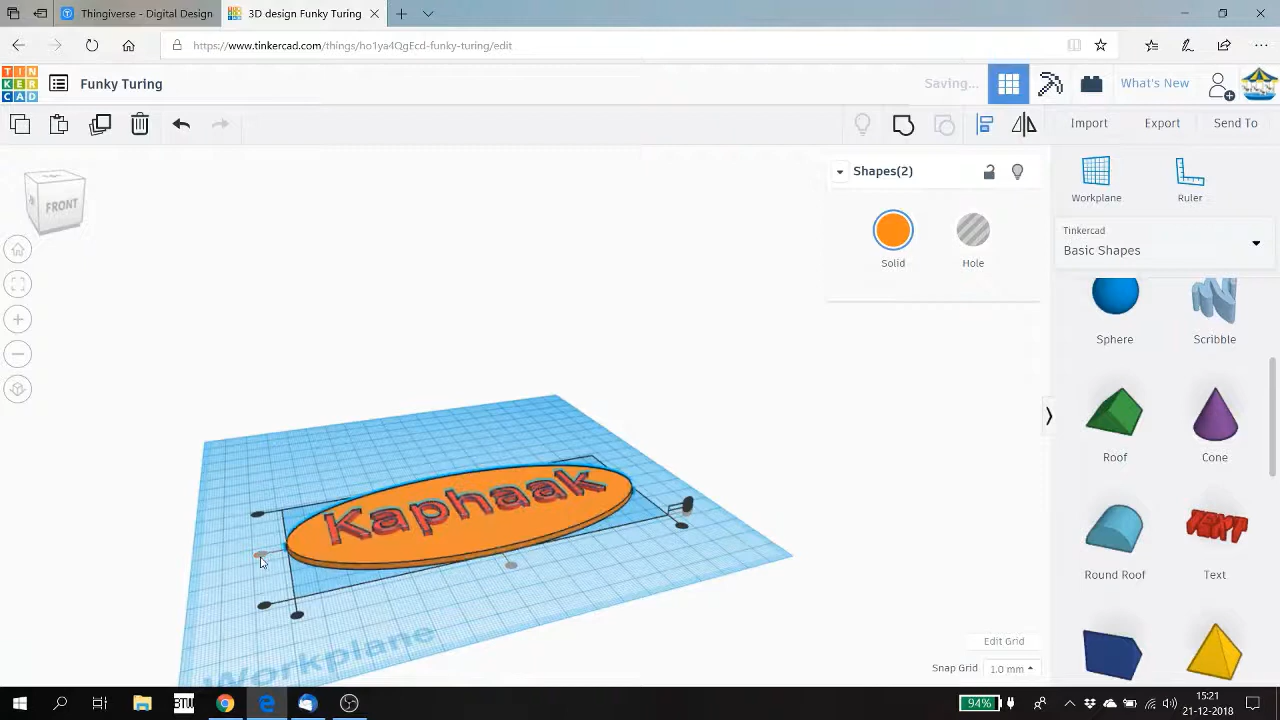 Thingiverse - Digital Design
3D design Funky Turing
https://www.tinkercad.com/things/ho1ya4QgEcd-funky-turing/edit
TIN
KER
CAD
Funky Turing
Saving...
What's New
Import
Export
Send To
Shapes(2)
Solid
Hole
Workplane
Ruler
Tinkercad
Basic Shapes
FRONT
Sphere
Scribble
Roof
Cone
Round Roof
TEXT
Text
Kaphaak
Edit Grid
Snap Grid
1.0 mm
BTW
94%
15:21
21-12-2018